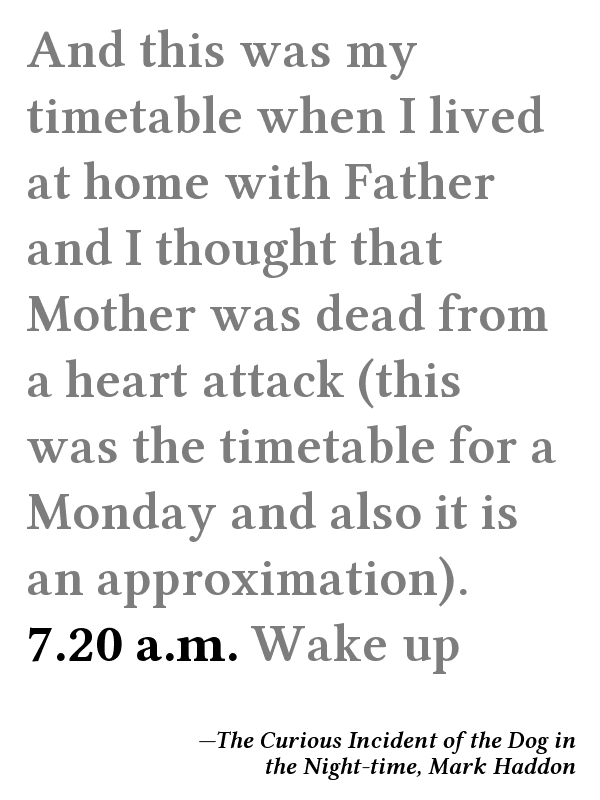 And this was my
timetable when I lived
at home with Father
and I thought that
Mother was dead from
a heart attack (this
was the timetable for a
Monday and also it is
an approximation).
7.20 a.m. Wake up
—The Curious Incident of the Dog in
the Night-time, Mark Haddon